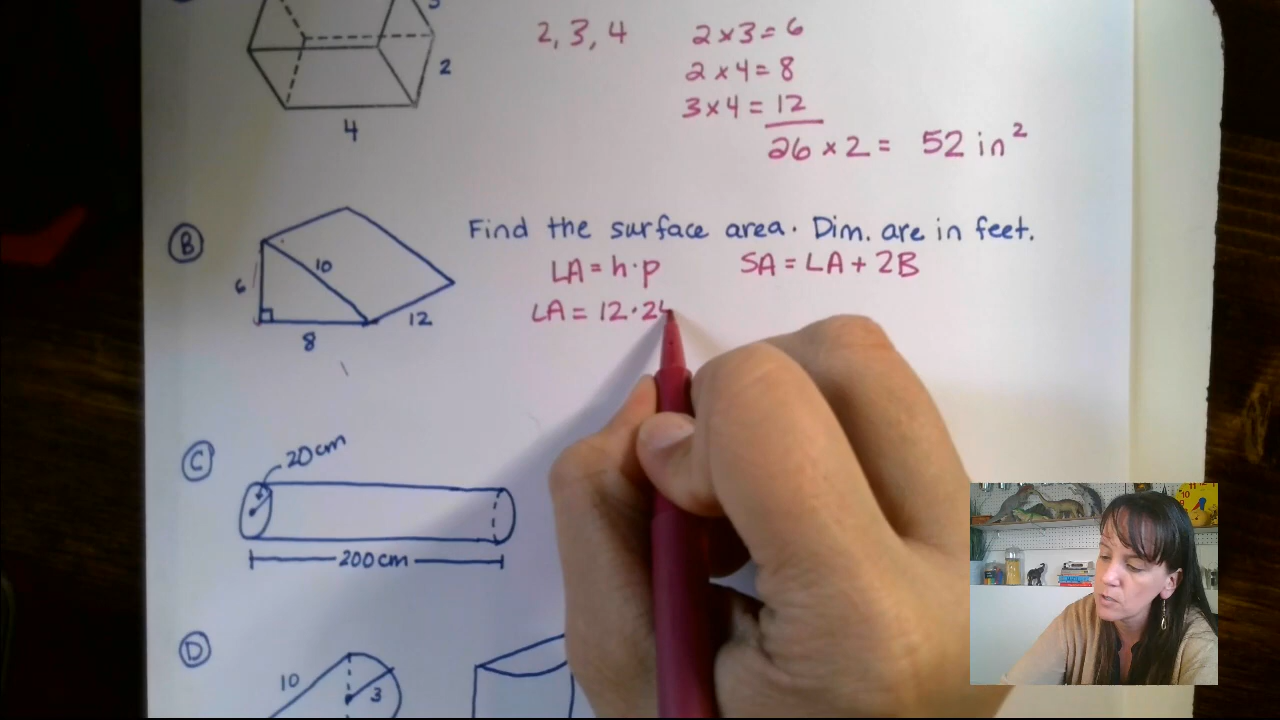 2, 3, 4
2 × 3 = 6
2 × 4 = 8
3 × 4 = 12
26 × 2 = 52 in²
2
4
B
Find the surface area. Dim. are in feet.
LA = h·p
SA = LA + 2B
LA = 12·24
6
10
8
12
C
20cm
200cm
D
10
3